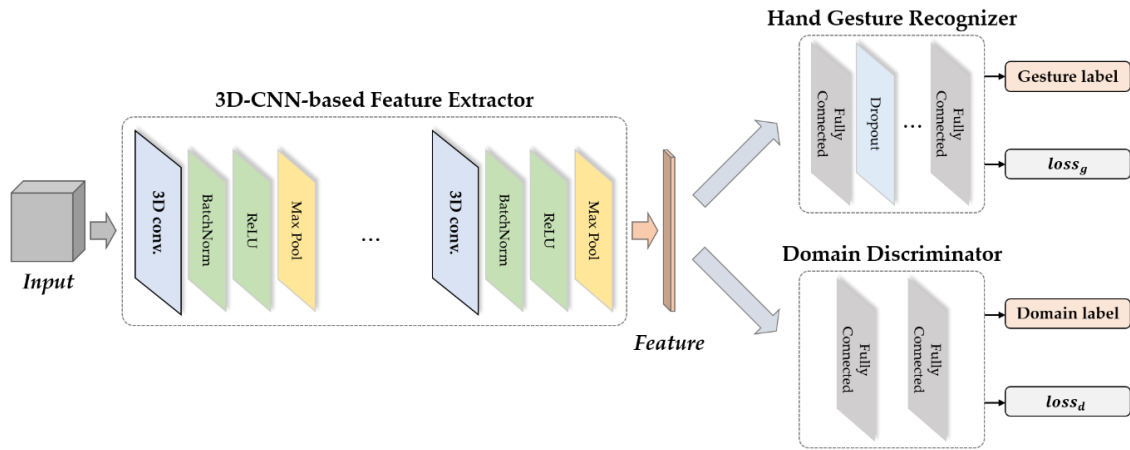 3D-CNN-based Feature Extractor
Input
3D conv.
BatchNorm
ReLU
Max Pool
...
3D conv.
BatchNorm
ReLU
Max Pool
Feature
Hand Gesture Recognizer
Fully
Connected
Dropout
...
Fully
Connected
Gesture label
loss_g
Domain Discriminator
Fully
Connected
Fully
Connected
Domain label
loss_d